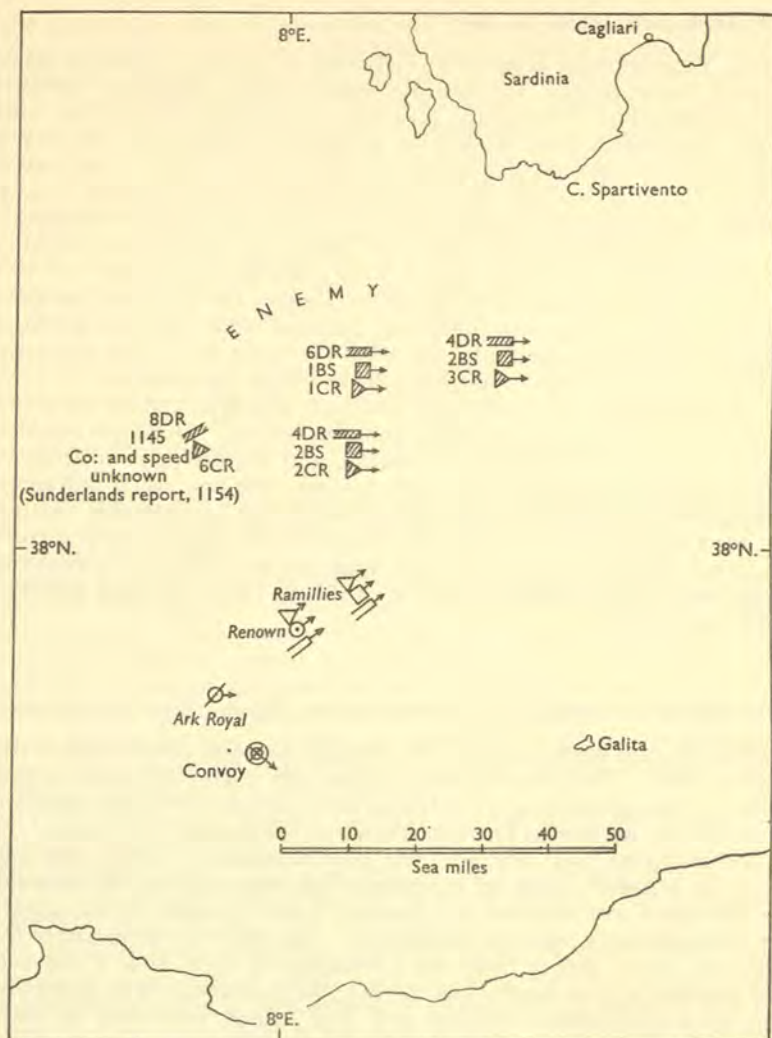 8°E.
Cagliari
Sardinia
C. Spartivento
ENEMY
6DR
1BS
1CR
4DR
2BS
3CR
8DR
1145
Co: and speed
unknown
6CR
(Sunderlands report, 1154)
4DR
2BS
2CR
38°N.
38°N.
Ramillies
Renown
Ark Royal
Convoy
Galita
0 10 20 30 40 50
Sea miles
8°E.